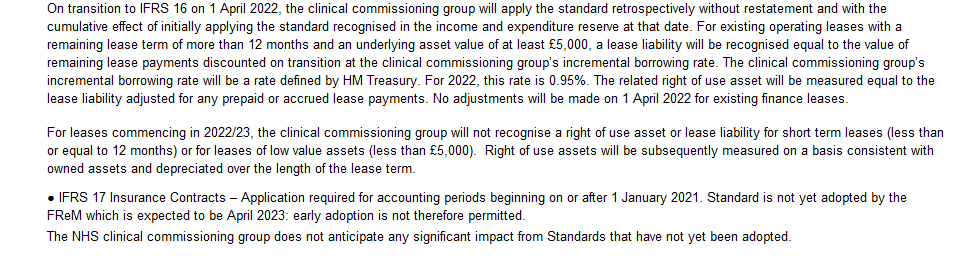 On transition to IFRS 16 on 1 April 2022, the clinical commissioning group will apply the standard retrospectively without restatement and with the
cumulative effect of initially applying the standard recognised in the income and expenditure reserve at that date. For existing operating leases with a
remaining lease term of more than 12 months and an underlying asset value of at least £5,000, a lease liability will be recognised equal to the value of
remaining lease payments discounted on transition at the clinical commissioning group's incremental borrowing rate. The clinical commissioning group's
incremental borrowing rate will be a rate defined by HM Treasury. For 2022, this rate is 0.95%. The related right of use asset will be measured equal to the
lease liability adjusted for any prepaid or accrued lease payments. No adjustments will be made on 1 April 2022 for existing finance leases.
For leases commencing in 2022/23, the clinical commissioning group will not recognise a right of use asset or lease liability for short term leases (less than
or equal to 12 months) or for leases of low value assets (less than £5,000). Right of use assets will be subsequently measured on a basis consistent with
owned assets and depreciated over the length of the lease term.
● IFRS 17 Insurance Contracts – Application required for accounting periods beginning on or after 1 January 2021. Standard is not yet adopted by the
FReM which is expected to be April 2023: early adoption is not therefore permitted.
The NHS clinical commissioning group does not anticipate any significant impact from Standards that have not yet been adopted.